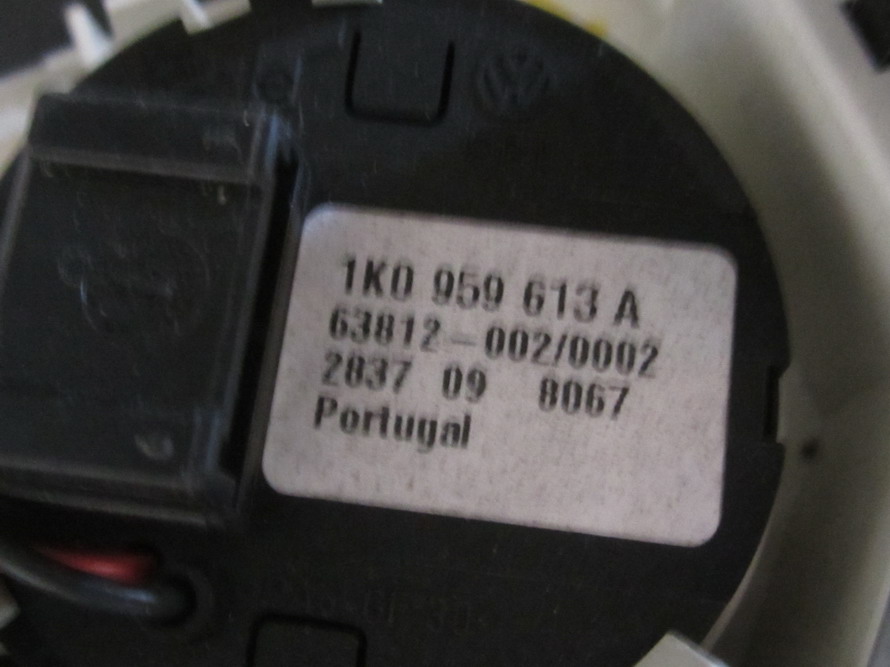 1K0 959 613 A
63812-002/0002
2837 09 8067
Portugal